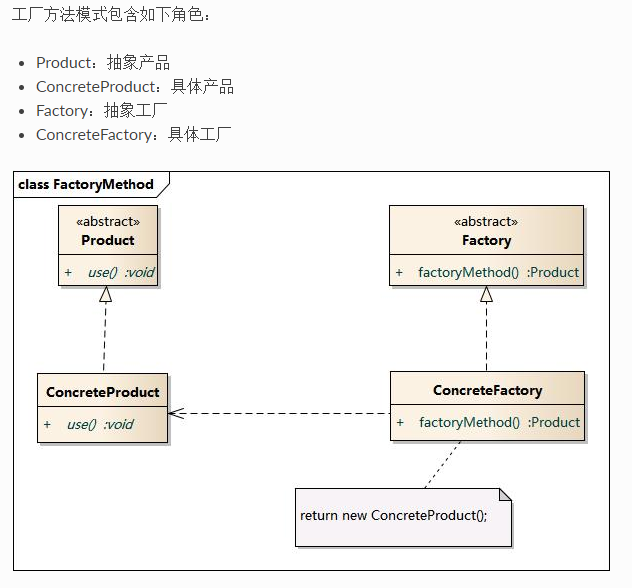 工厂方法模式包含如下角色：
• Product：抽象产品
• ConcreteProduct：具体产品
• Factory：抽象工厂
• ConcreteFactory：具体工厂
class FactoryMethod
«abstract»
Product
+ use() :void
«abstract»
Factory
+ factoryMethod() :Product
ConcreteProduct
+ use() :void
ConcreteFactory
+ factoryMethod() :Product
return new ConcreteProduct();